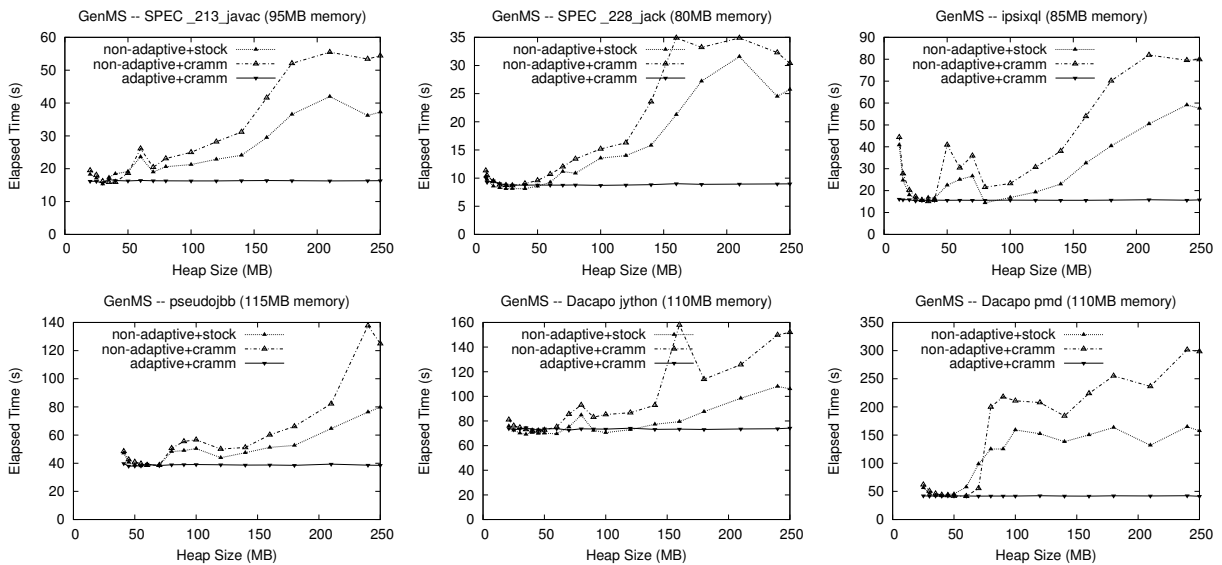 GenMS -- SPEC _213_javac (95MB memory)
60
50
40
30
20
10
0
non-adaptive+stock
non-adaptive+cramm
adaptive+cramm
Elapsed Time (s)
0 50 100 150 200 250
Heap Size (MB)
GenMS -- SPEC _228_jack (80MB memory)
35
30
25
20
15
10
5
0
non-adaptive+stock
non-adaptive+cramm
adaptive+cramm
Elapsed Time (s)
0 50 100 150 200 250
Heap Size (MB)
GenMS -- ipsixql (85MB memory)
90
80
70
60
50
40
30
20
10
0
non-adaptive+stock
non-adaptive+cramm
adaptive+cramm
Elapsed Time (s)
0 50 100 150 200 250
Heap Size (MB)
GenMS -- pseudojbb (115MB memory)
140
120
100
80
60
40
20
0
non-adaptive+stock
non-adaptive+cramm
adaptive+cramm
Elapsed Time (s)
0 50 100 150 200 250
Heap Size (MB)
GenMS -- Dacapo jython (110MB memory)
160
140
120
100
80
60
40
20
0
non-adaptive+stock
non-adaptive+cramm
adaptive+cramm
Elapsed Time (s)
0 50 100 150 200 250
Heap Size (MB)
GenMS -- Dacapo pmd (110MB memory)
350
300
250
200
150
100
50
0
non-adaptive+stock
non-adaptive+cramm
adaptive+cramm
Elapsed Time (s)
0 50 100 150 200 250
Heap Size (MB)